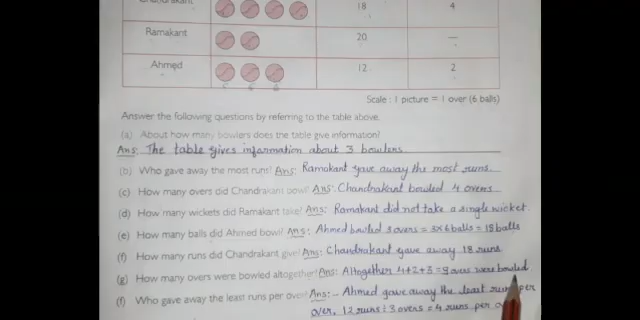 Chandrakant 18 4
Ramakant 20 —
Ahmed 12 2
6 6 6
Scale : 1 picture = 1 over (6 balls)
Answer the following questions by referring to the table above.
(a) About how many bowlers does the table give information?
Ans: The table gives information about 3 bowlers
(b) Who gave away the most runs? Ans: Ramakant gave away the most runs.
(c) How many overs did Chandrakant bowl? Ans: Chandrakant bowled 4 overs
(d) How many wickets did Ramakant take? Ans: Ramakant did not take a single wicket.
(e) How many balls did Ahmed bowl? Ans: Ahmed bowled 3 overs = 3x6 balls = 18 balls
(f) How many runs did Chandrakant give? Ans: Chandrakant gave away 18 runs
(g) How many overs were bowled altogether? Ans: Altogether 4+2+3=9 overs were bowled
(f) Who gave away the least runs per over? Ans:- Ahmed gave away the least runs per
over, 12 runs ÷ 3 overs = 4 runs per